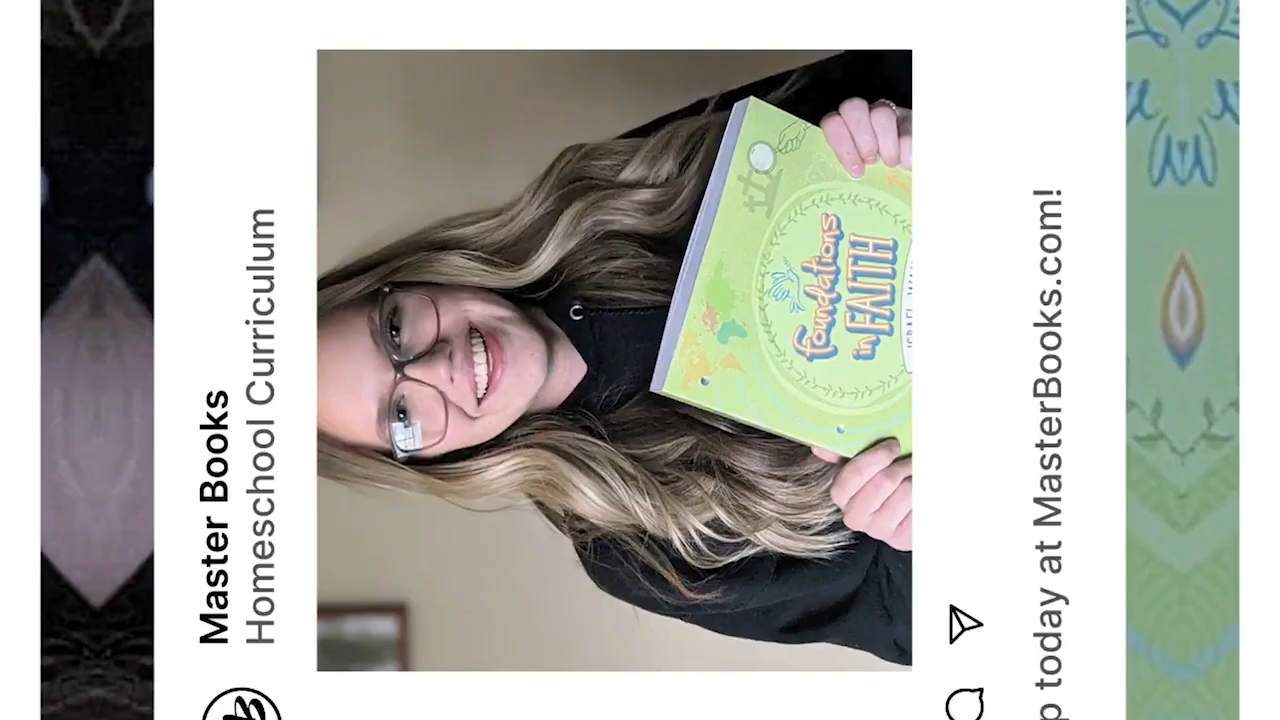 Master Books
Homeschool Curriculum
foundations
in FAITH
today at MasterBooks.com!